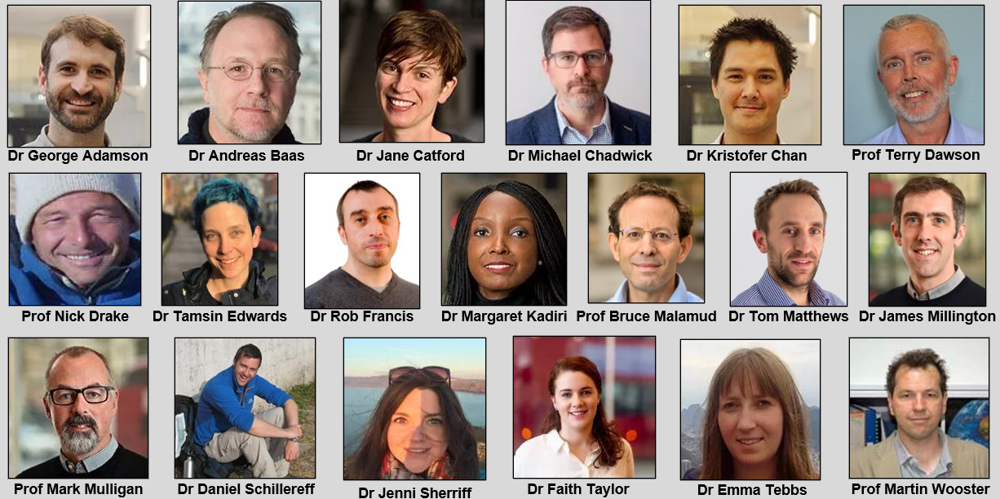 Dr George Adamson
Dr Andreas Baas
Dr Jane Catford
Dr Michael Chadwick
Dr Kristofer Chan
Prof Terry Dawson
Prof Nick Drake
Dr Tamsin Edwards
Dr Rob Francis
Dr Margaret Kadiri
Prof Bruce Malamud
Dr Tom Matthews
Dr James Millington
Prof Mark Mulligan
Dr Daniel Schillereff
Dr Jenni Sherriff
Dr Faith Taylor
Dr Emma Tebbs
Prof Martin Wooster